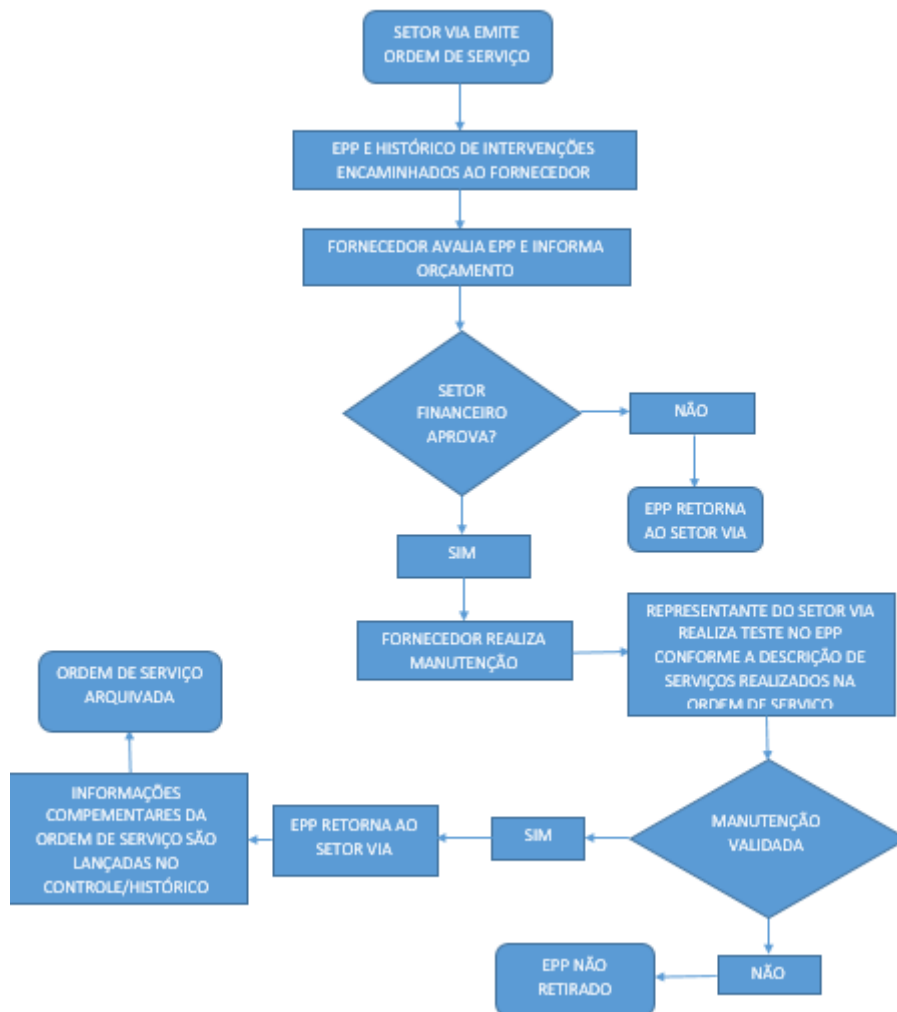 SETOR VIA EMITE
ORDEM DE SERVIÇO
EPP E HISTÓRICO DE INTERVENÇÕES
ENCAMINHADOS AO FORNECEDOR
FORNECEDOR AVALIA EPP E INFORMA
ORÇAMENTO
SETOR
FINANCEIRO
APROVA?
NÃO
EPP RETORNA
AO SETOR VIA
SIM
FORNECEDOR REALIZA
MANUTENÇÃO
REPRESENTANTE DO SETOR VIA
REALIZA TESTE NO EPP
CONFORME A DESCRIÇÃO DE
SERVIÇOS REALIZADOS NA
ORDEM DE SERVIÇO
MANUTENÇÃO
VALIDADA
SIM
EPP RETORNA AO
SETOR VIA
INFORMAÇÕES
COMPEMENTARES DA
ORDEM DE SERVIÇO SÃO
LANÇADAS NO
CONTROLE/HISTÓRICO
ORDEM DE SERVIÇO
ARQUIVADA
NÃO
EPP NÃO
RETIRADO